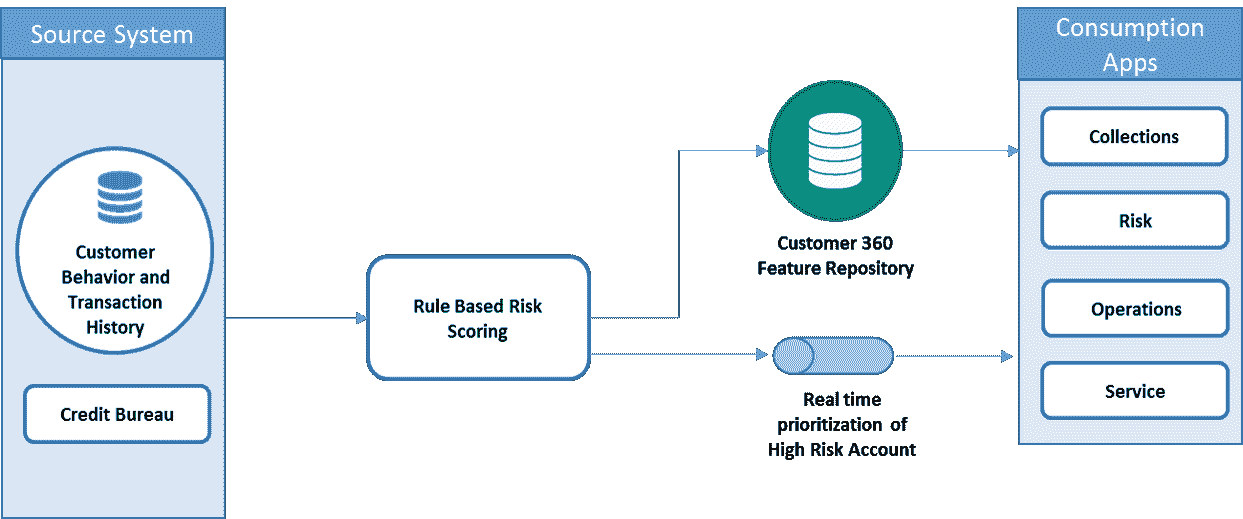 Source System
Customer
Behavior and
Transaction
History
Credit Bureau
Rule Based Risk
Scoring
Customer 360
Feature Repository
Real time
prioritization of
High Risk Account
Consumption
Apps
Collections
Risk
Operations
Service